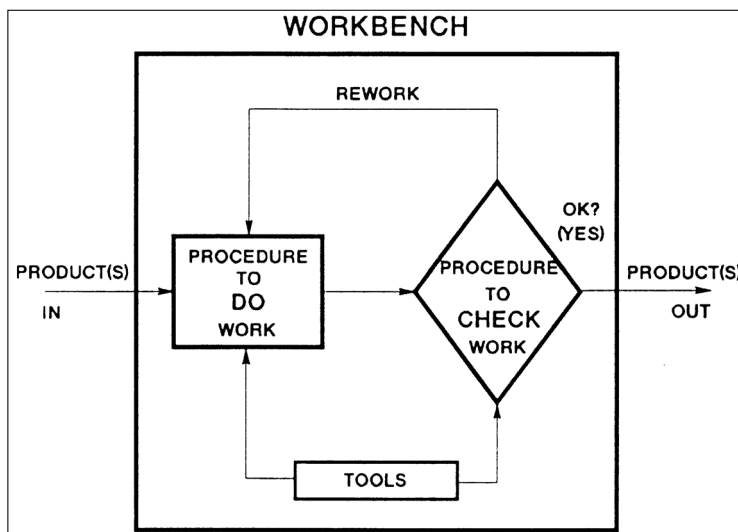 WORKBENCH
REWORK
OK?
(YES)
PRODUCT(S)
IN
PROCEDURE
TO
DO
WORK
PROCEDURE
TO
CHECK
WORK
PRODUCT(S)
OUT
TOOLS